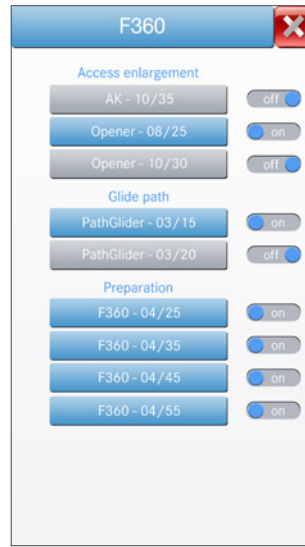 F360
Access enlargement
AK - 10/35 off
Opener - 08/25 on
Opener - 10/30 off
Glide path
PathGlider - 03/15 on
PathGlider - 03/20 off
Preparation
F360 - 04/25 on
F360 - 04/35 on
F360 - 04/45 on
F360 - 04/55 on